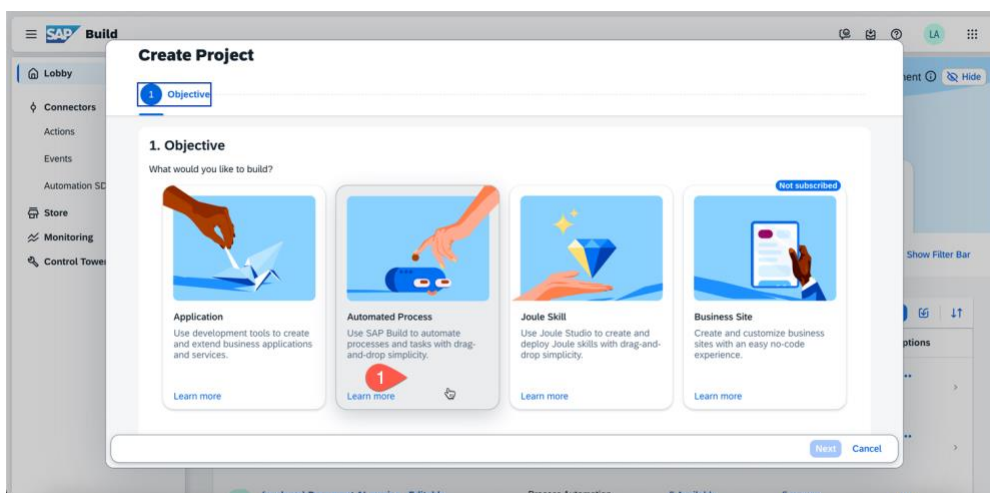 SAP Build
LA
Create Project
Lobby
ment
Hide
1 Objective
Connectors
Actions
1. Objective
Events
What would you like to build?
Not subscribed
Automation SD
Store
Monitoring
Control Tower
Show Filter Bar
Application
Automated Process
Joule Skill
Business Site
Use development tools to create
and extend business applications
and services.
Use SAP Build to automate
processes and tasks with drag-
and-drop simplicity.
Use Joule Studio to create and
deploy Joule skills with drag-and-
drop simplicity.
Create and customize business
sites with an easy no-code
experience.
ptions
1
Learn more
Learn more
Learn more
Learn more
Next
Cancel